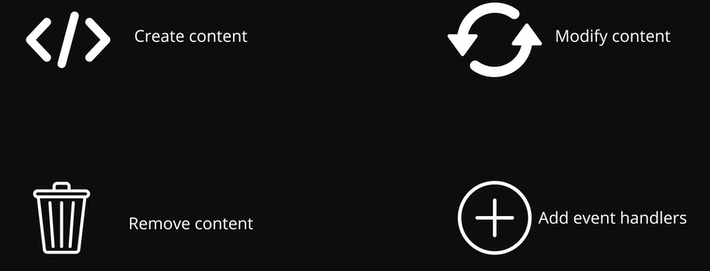 Create content
Modify content
Remove content
Add event handlers